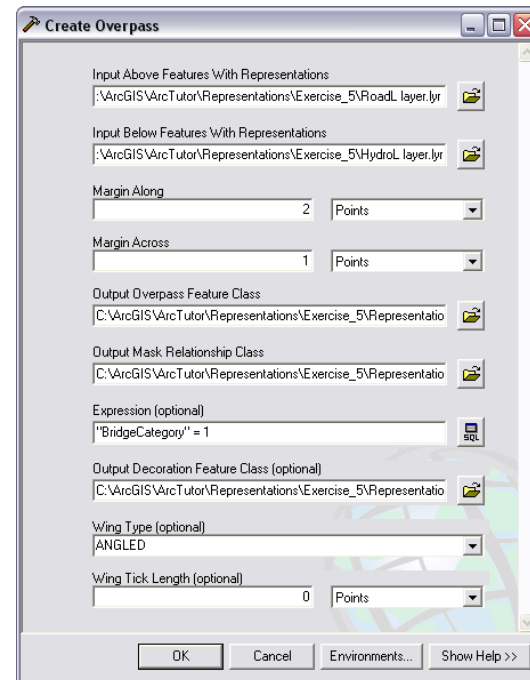 Create Overpass
Input Above Features With Representations
:\ArcGIS\ArcTutor\Representations\Exercise_5\RoadL layer.lyr
Input Below Features With Representations
:\ArcGIS\ArcTutor\Representations\Exercise_5\HydroL layer.lyr
Margin Along
2 Points
Margin Across
1 Points
Output Overpass Feature Class
C:\ArcGIS\ArcTutor\Representations\Exercise_5\Representatio
Output Mask Relationship Class
C:\ArcGIS\ArcTutor\Representations\Exercise_5\Representatio
Expression (optional)
"BridgeCategory" = 1
SQL
Output Decoration Feature Class (optional)
C:\ArcGIS\ArcTutor\Representations\Exercise_5\Representatio
Wing Type (optional)
ANGLED
Wing Tick Length (optional)
0 Points
OK Cancel Environments... Show Help >>